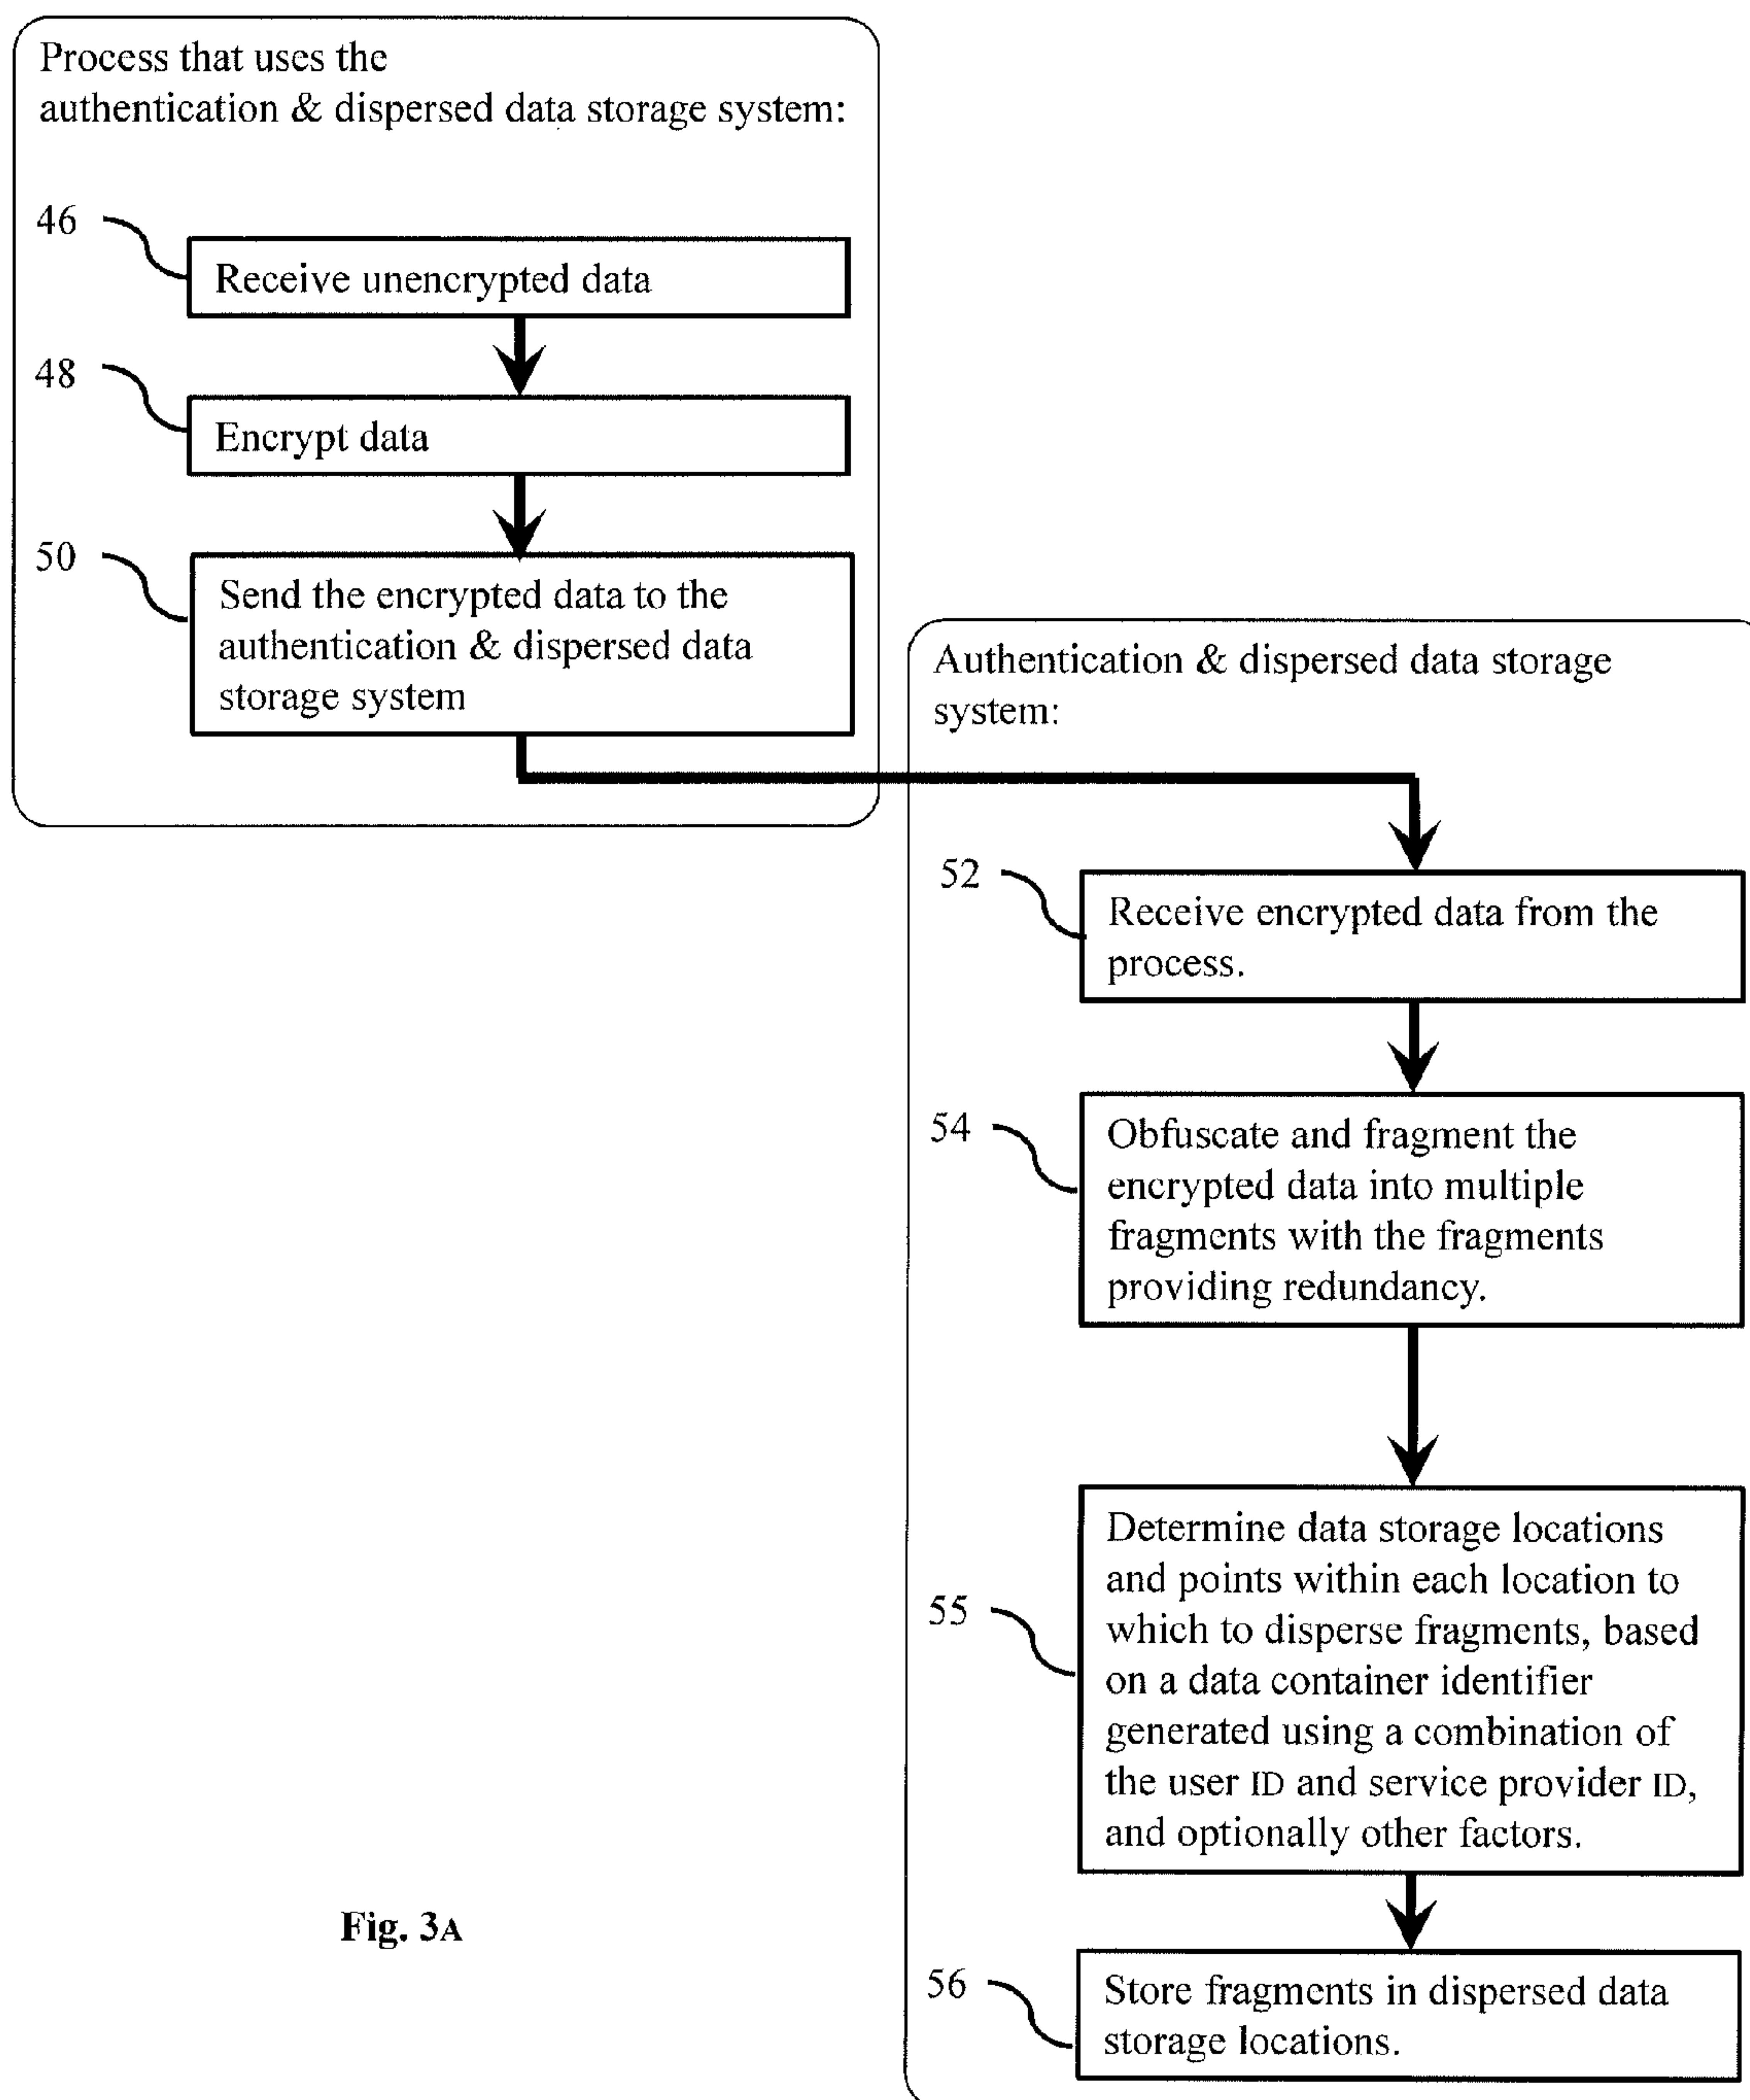 Process that uses the
authentication & dispersed data storage system:
46
Receive unencrypted data
48
Encrypt data
50
Send the encrypted data to the
authentication & dispersed data
storage system
Authentication & dispersed data storage
system:
52
Receive encrypted data from the
process.
54
Obfuscate and fragment the
encrypted data into multiple
fragments with the fragments
providing redundancy.
55
Determine data storage locations
and points within each location to
which to disperse fragments, based
on a data container identifier
generated using a combination of
the user ID and service provider ID,
and optionally other factors.
56
Store fragments in dispersed data
storage locations.
Fig. 3A